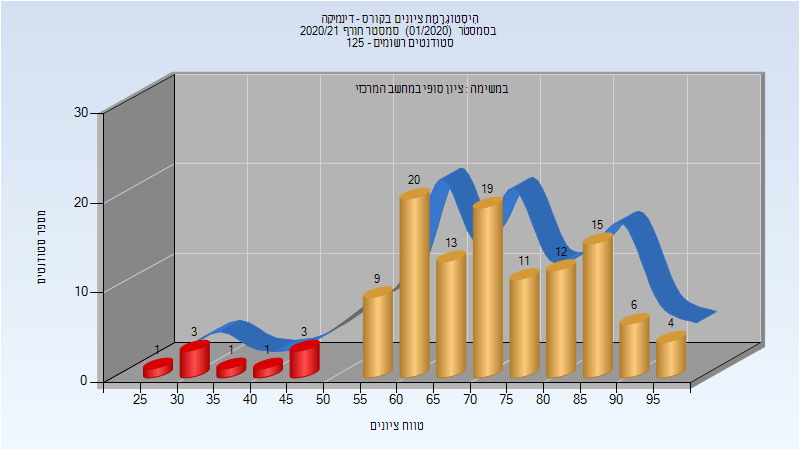 היסטוגרמת ציונים בקורס - דינמיקה
בסמסטר (01/2020) סמסטר חורף 2020/21
סטודנטים רשומים - 125
במשימה : ציון סופי במחשב המרכזי
מספר סטודנטים
30
20
10
0
1
3
1
1
3
9
20
13
19
11
12
15
6
4
25 30 35 40 45 50 55 60 65 70 75 80 85 90 95
טווח ציונים